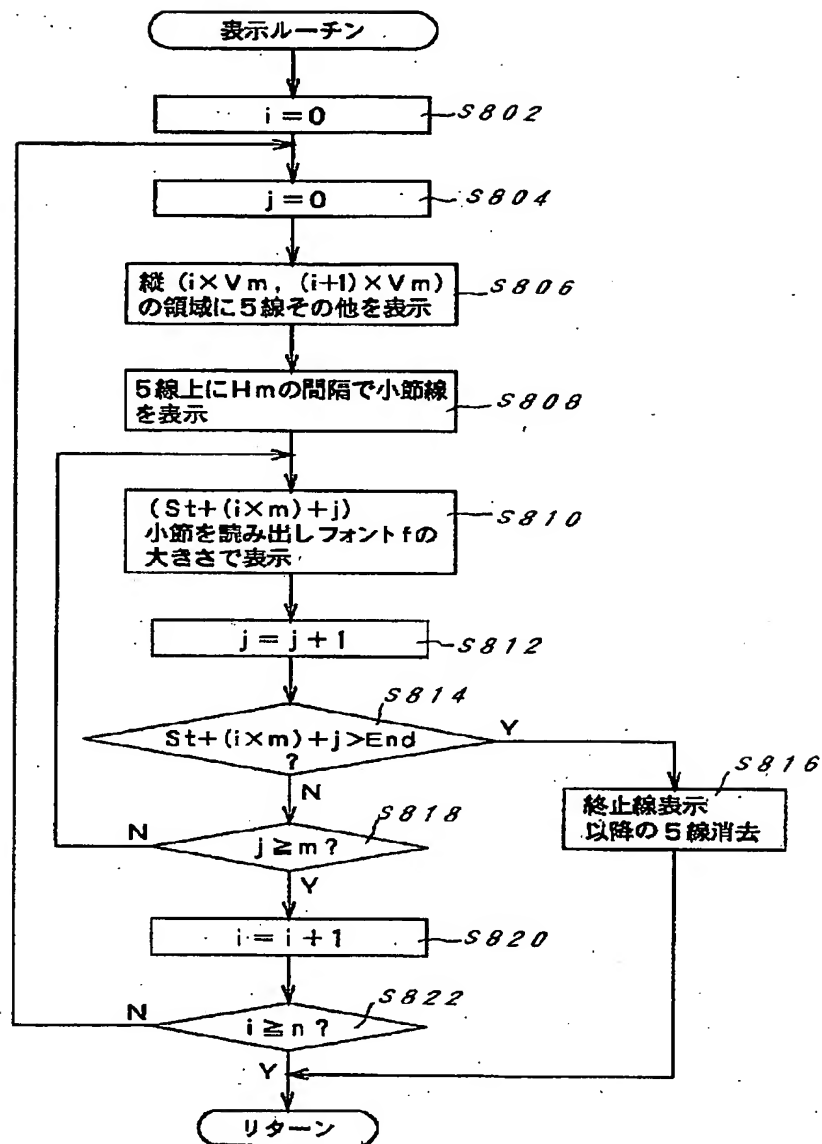 表示ルーチン
i=0
S802
j=0
S804
縦 (i×Vm, (i+1)×Vm)
の領域に5線その他を表示
S806
5線上にHmの間隔で小節線
を表示
S808
(St+(i×m)+j)
小節を読み出しフォントfの
大きさで表示
S810
j=j+1
S812
S814
St+(i×m)+j>End
?
Y
N
S816
終止線表示
以降の5線消去
S818
j≧m?
N
Y
i=i+1
S820
S822
i≧n?
N
Y
リターン